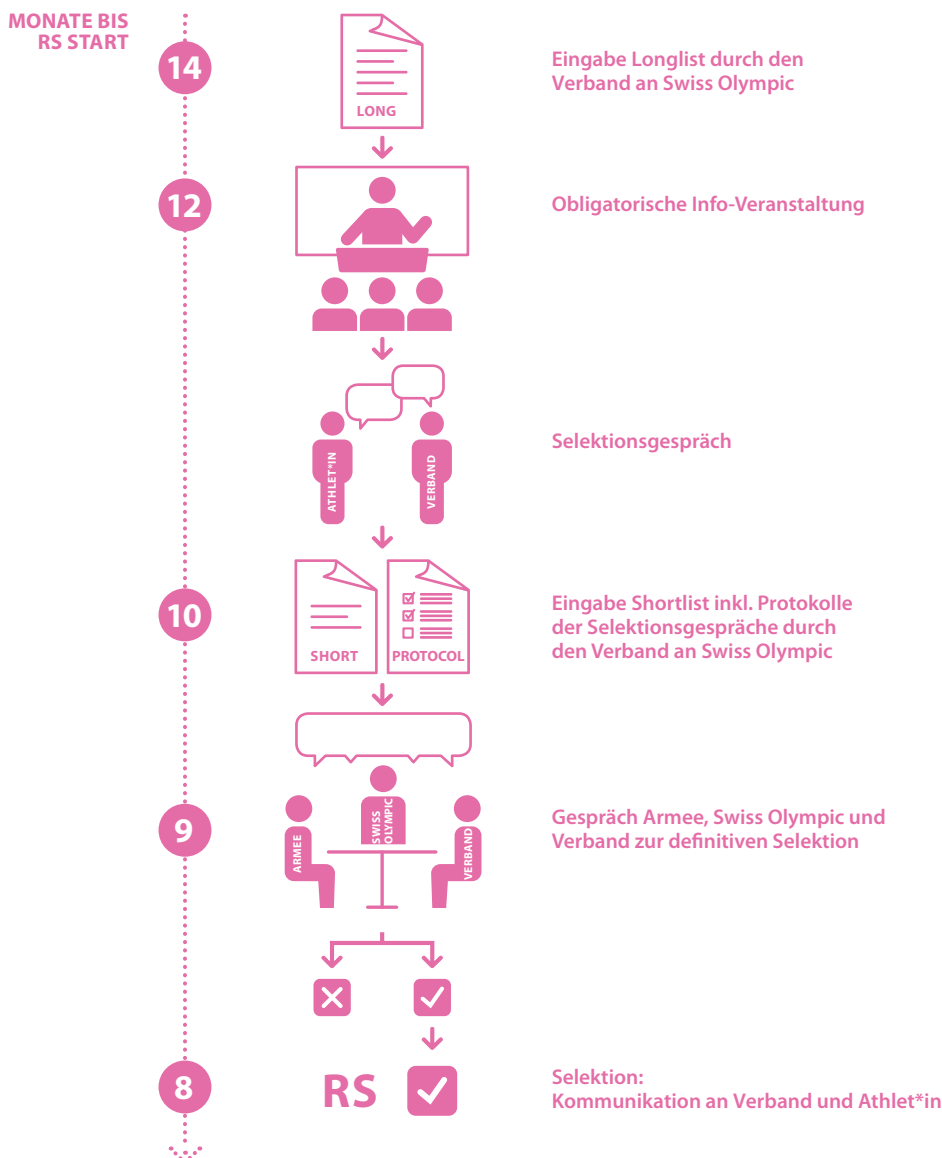 MONATE BIS
RS START
14
LONG
Eingabe Longlist durch den
Verband an Swiss Olympic
12
Obligatorische Info-Veranstaltung
ATHLET*IN
VERBAND
Selektionsgespräch
10
SHORT
PROTOCOL
Eingabe Shortlist inkl. Protokolle
der Selektionsgespräche durch
den Verband an Swiss Olympic
9
ARMEE
SWISS
OLYMPIC
VERBAND
Gespräch Armee, Swiss Olympic und
Verband zur definitiven Selektion
8
RS
Selektion:
Kommunikation an Verband und Athlet*in